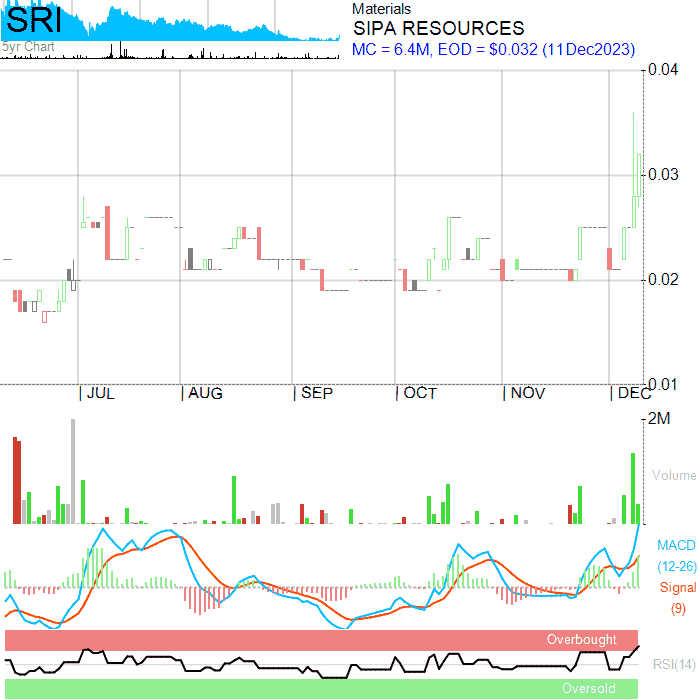 SRI
5yr Chart
Materials
SIPA RESOURCES
MC = 6.4M, EOD = $0.032 (11Dec2023)
0.04
0.03
0.02
0.01
JUL AUG SEP OCT NOV DEC
2M
Volume
MACD
(12-26)
Signal
(9)
Overbought
RSI(14)
Oversold